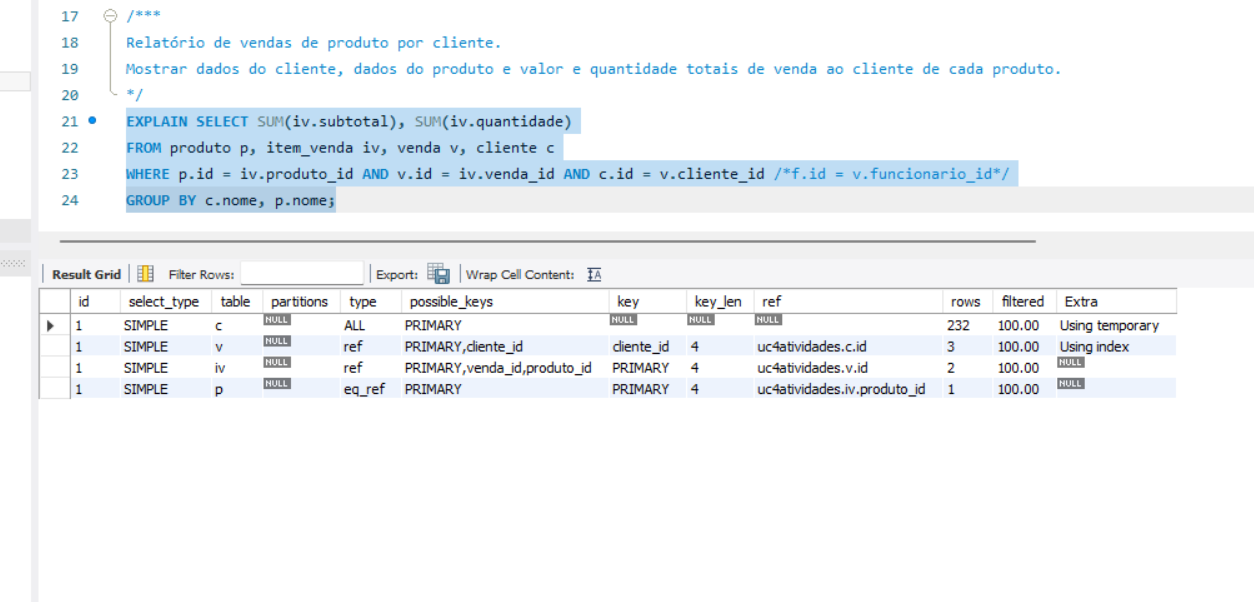 17 /***
18 Relatório de vendas de produto por cliente.
19 Mostrar dados do cliente, dados do produto e valor e quantidade totais de venda ao cliente de cada produto.
20 */
21 EXPLAIN SELECT SUM(iv.subtotal), SUM(iv.quantidade)
22 FROM produto p, item_venda iv, venda v, cliente c
23 WHERE p.id = iv.produto_id AND v.id = iv.venda_id AND c.id = v.cliente_id /*f.id = v.funcionario_id*/
24 GROUP BY c.nome, p.nome;
Result Grid Filter Rows: Export: Wrap Cell Content: IA
id select_type table partitions type possible_keys key key_len ref rows filtered Extra
1 SIMPLE c NULL ALL PRIMARY NULL NULL NULL 232 100.00 Using temporary
1 SIMPLE v NULL ref PRIMARY,cliente_id cliente_id 4 uc4atividades.c.id 3 100.00 Using index
1 SIMPLE iv NULL ref PRIMARY,venda_id,produto_id PRIMARY 4 uc4atividades.v.id 2 100.00 NULL
1 SIMPLE p NULL eq_ref PRIMARY PRIMARY 4 uc4atividades.iv.produto_id 1 100.00 NULL